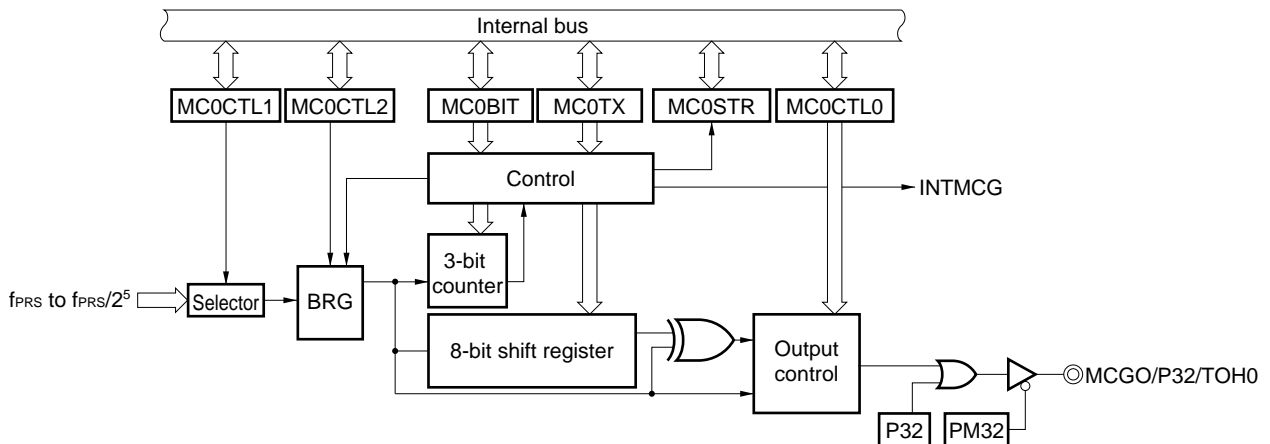 Internal bus
MC0CTL1 MC0CTL2 MC0BIT MC0TX MC0STR MC0CTL0
Control
INTMCG
3-bit
counter
fPRS to fPRS/2⁵
Selector
BRG
8-bit shift register
Output
control
MCGO/P32/TOH0
P32
PM32